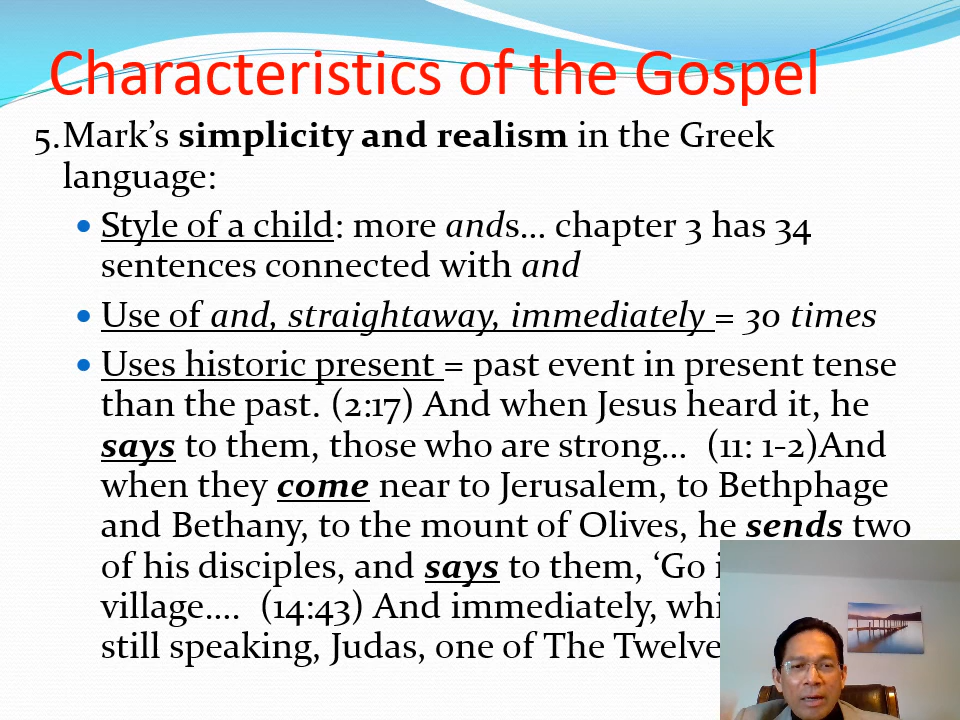 Characteristics of the Gospel
5. Mark’s simplicity and realism in the Greek
language:
• Style of a child: more ands... chapter 3 has 34
sentences connected with and
• Use of and, straightaway, immediately = 30 times
• Uses historic present = past event in present tense
than the past. (2:17) And when Jesus heard it, he
says to them, those who are strong... (11: 1-2)And
when they come near to Jerusalem, to Bethphage
and Bethany, to the mount of Olives, he sends two
of his disciples, and says to them, ‘Go
village.... (14:43) And immediately,
still speaking, Judas, one of The Twelve